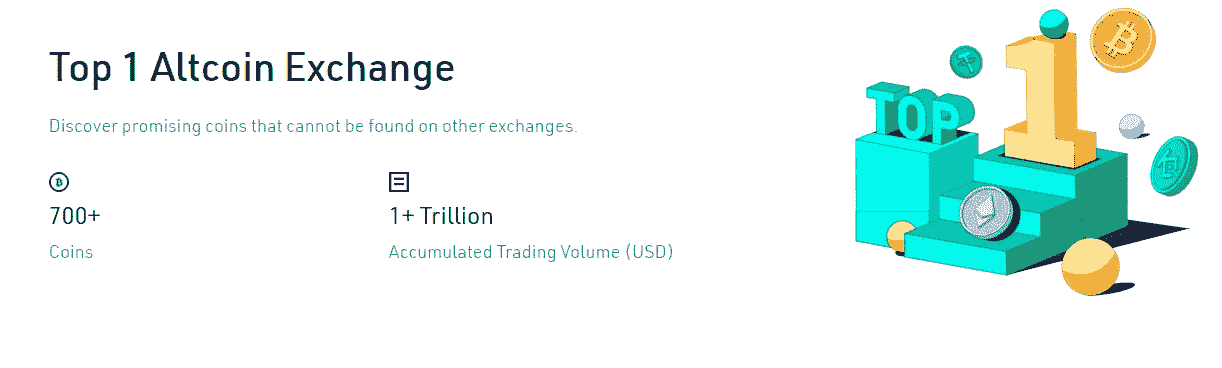 Top 1 Altcoin Exchange
Discover promising coins that cannot be found on other exchanges.
700+
Coins
1+ Trillion
Accumulated Trading Volume (USD)
TOP
1